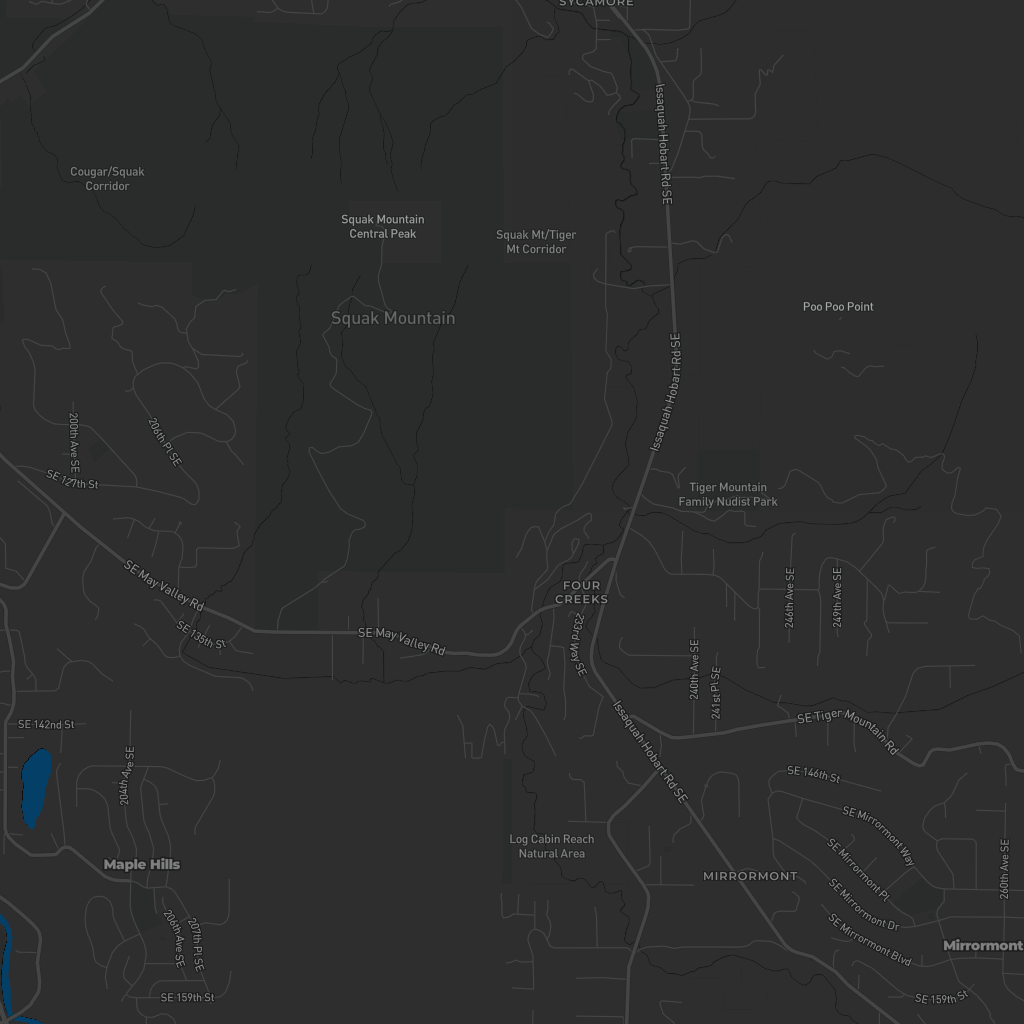 SYCAMORE
Issaquah Hobart Rd SE
Cougar/Squak
Corridor
Squak Mountain
Central Peak
Squak Mt/Tiger
Mt Corridor
Poo Poo Point
Squak Mountain
Issaquah Hobart Rd SE
200th Ave SE
206th Pl SE
SE 127th St
Tiger Mountain
Family Nudist Park
SE May Valley Rd
FOUR
CREEKS
246th Ave SE
249th Ave SE
SE 135th St
SE May Valley Rd
233rd Way SE
240th Ave SE
241st Pl SE
SE 142nd St
Issaquah Hobart Rd SE
SE Tiger Mountain Rd
204th Ave SE
SE 146th St
SE Mirrormont Way
Log Cabin Reach
Natural Area
Maple Hills
MIRRORMONT
SE Mirrormont Pl
260th Ave SE
SE Mirrormont Dr
206th Ave SE
207th Pl SE
SE Mirrormont Blvd
Mirrormont
SE 159th St
SE 159th St